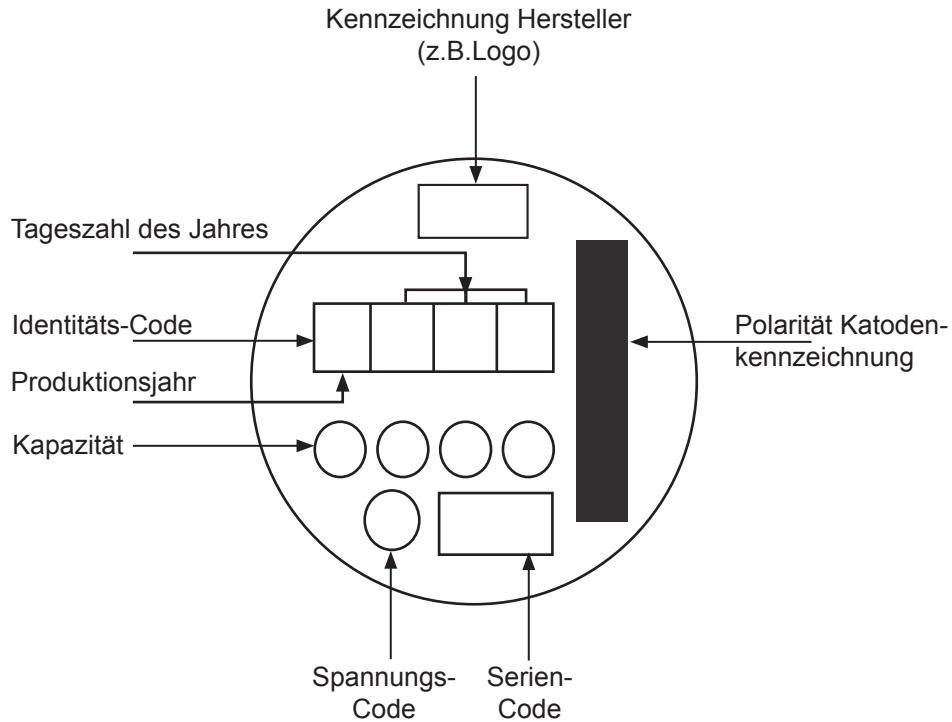 Kennzeichnung Hersteller
(z.B.Logo)
Tageszahl des Jahres
Identitäts-Code
Produktionsjahr
Kapazität
Polarität Katoden-
kennzeichnung
Spannungs-
Code
Serien-
Code